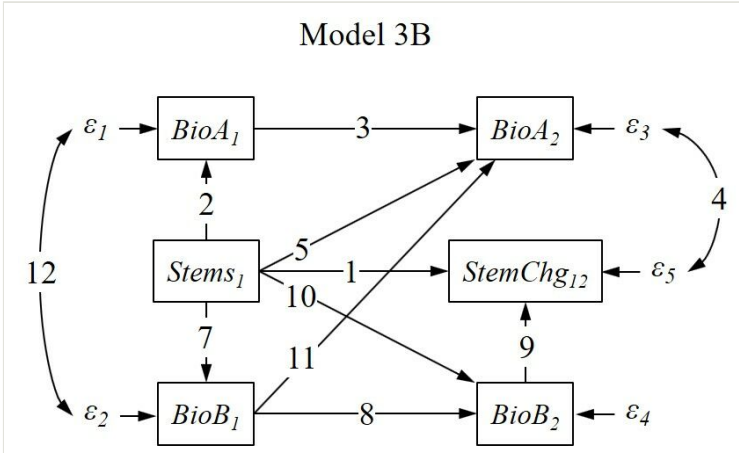 Model 3B
ε1 BioA1 3 BioA2 ε3
2 4
5
12 Stems1 1 StemChg12 ε5
10
7 9
11
ε2 BioB1 8 BioB2 ε4